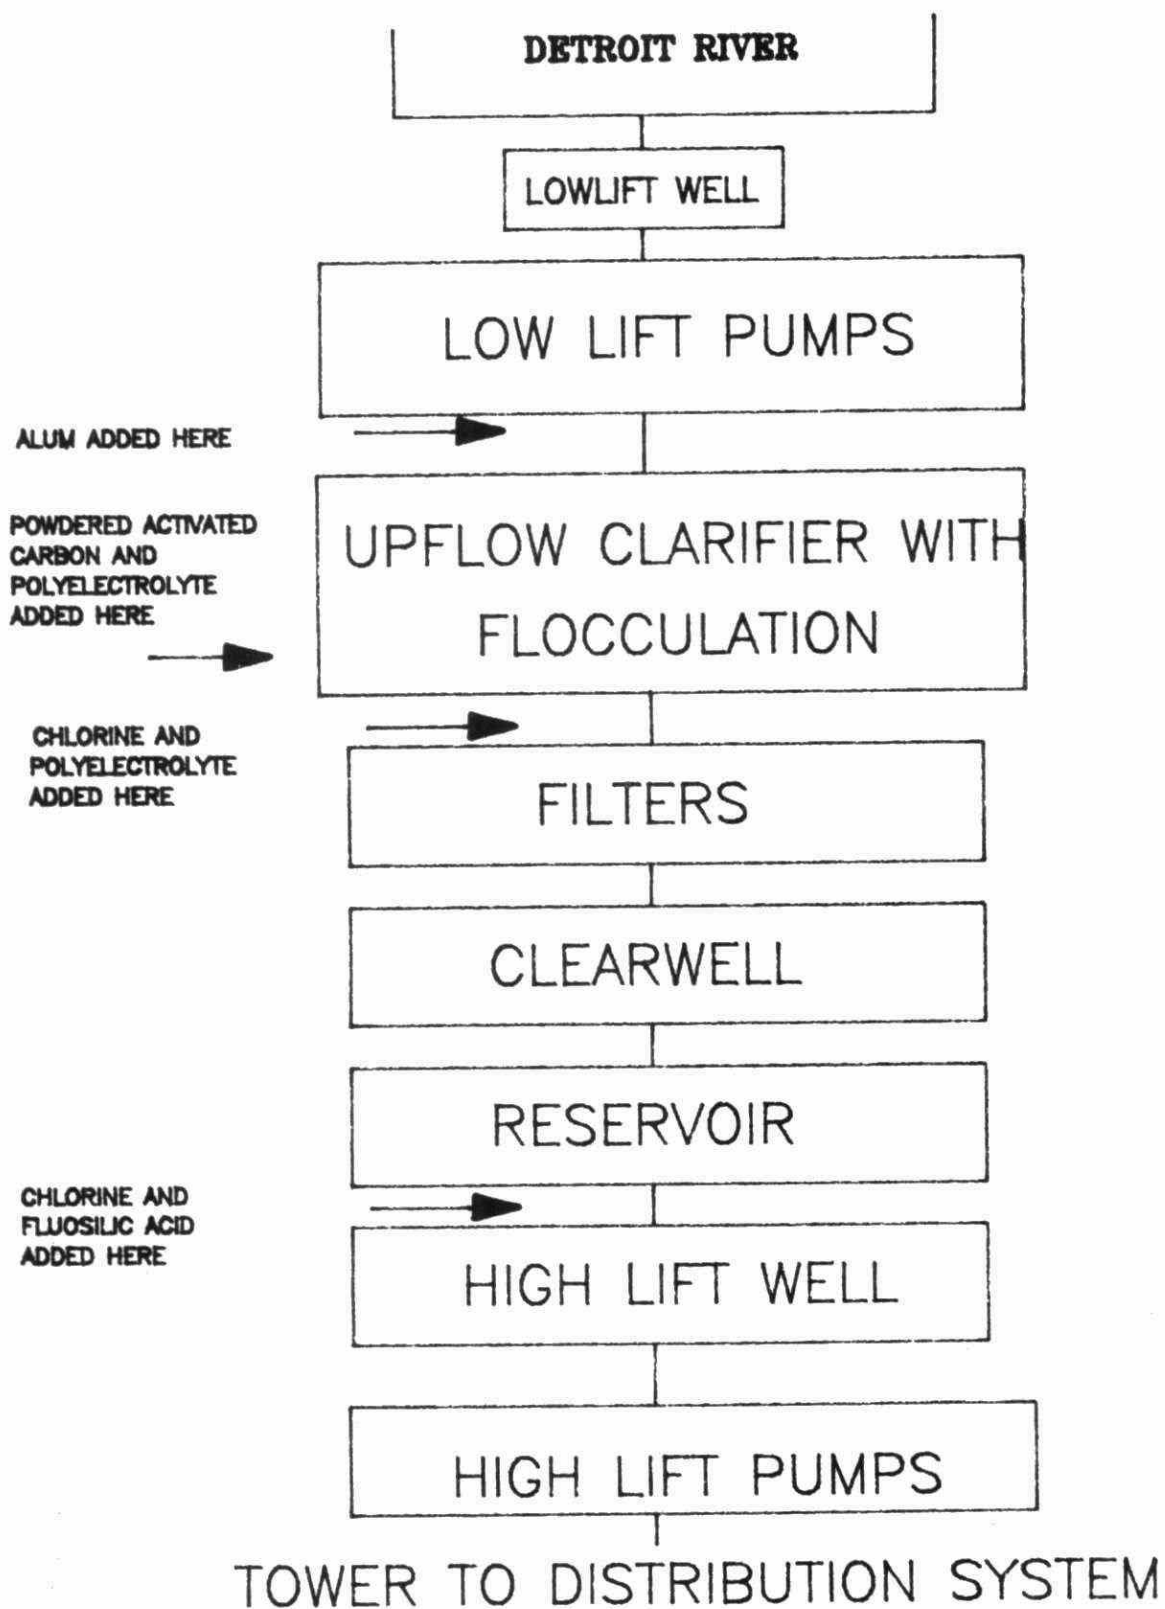 DETROIT RIVER
LOWLIFT WELL
LOW LIFT PUMPS
ALUM ADDED HERE
POWDERED ACTIVATED
CARBON AND
POLYELECTROLYTE
ADDED HERE
UPFLOW CLARIFIER WITH
FLOCCULATION
CHLORINE AND
POLYELECTROLYTE
ADDED HERE
FILTERS
CLEARWELL
RESERVOIR
CHLORINE AND
FLUOSILIC ACID
ADDED HERE
HIGH LIFT WELL
HIGH LIFT PUMPS
TOWER TO DISTRIBUTION SYSTEM